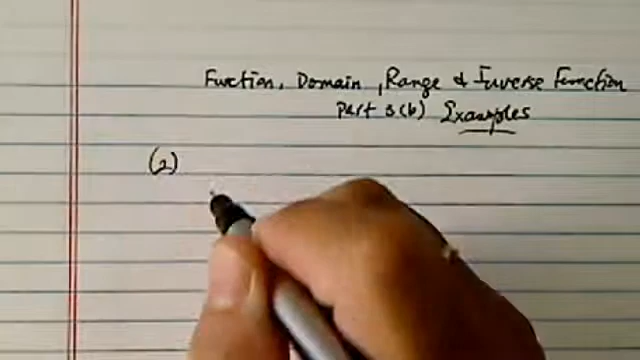 Function, Domain, Range & Inverse Function
Part 3(b) Examples
(2)